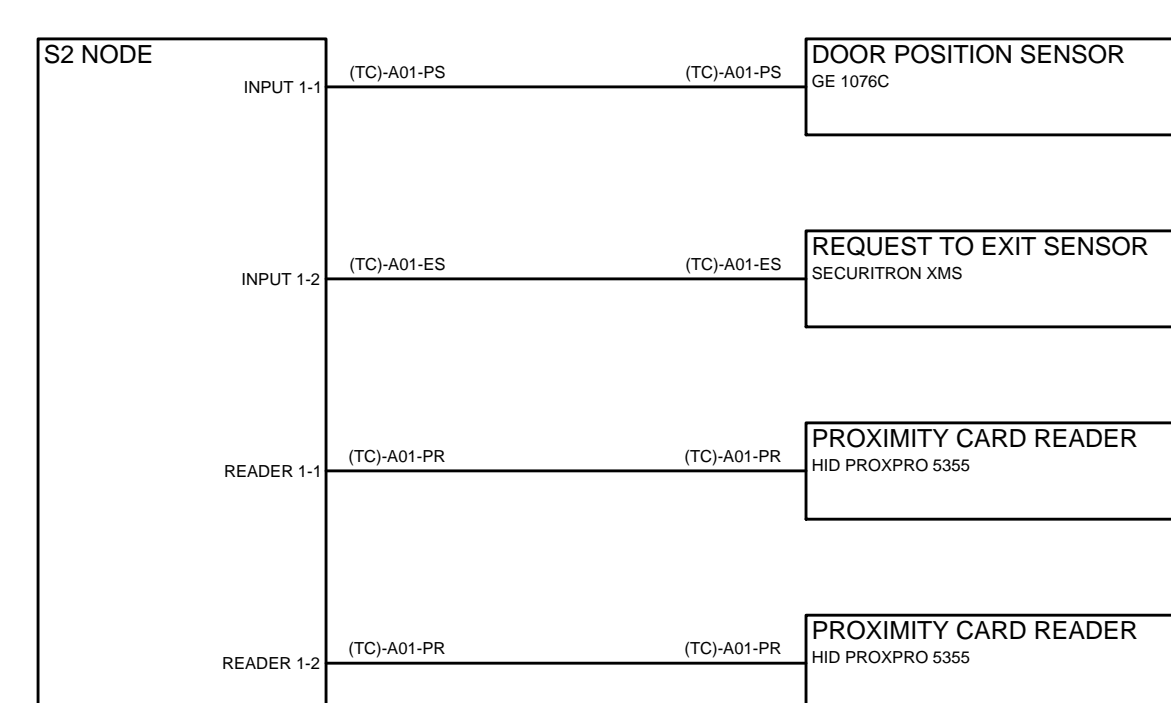 S2 NODE
INPUT 1-1
(TC)-A01-PS
(TC)-A01-PS
DOOR POSITION SENSOR
GE 1076C
INPUT 1-2
(TC)-A01-ES
(TC)-A01-ES
REQUEST TO EXIT SENSOR
SECURITRON XMS
READER 1-1
(TC)-A01-PR
(TC)-A01-PR
PROXIMITY CARD READER
HID PROXPRO 5355
READER 1-2
(TC)-A01-PR
(TC)-A01-PR
PROXIMITY CARD READER
HID PROXPRO 5355